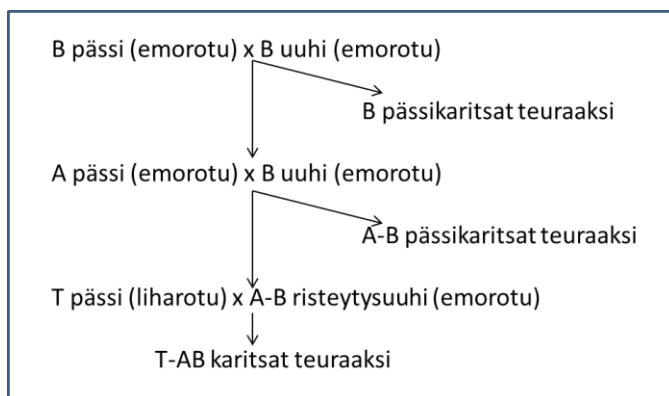 B pässi (emorotu) x B uuhi (emorotu)
B pässikaritsat teuraaksi
A pässi (emorotu) x B uuhi (emorotu)
A-B pässikaritsat teuraaksi
T pässi (liharotu) x A-B risteytysuuhi (emorotu)
T-AB karitsat teuraaksi